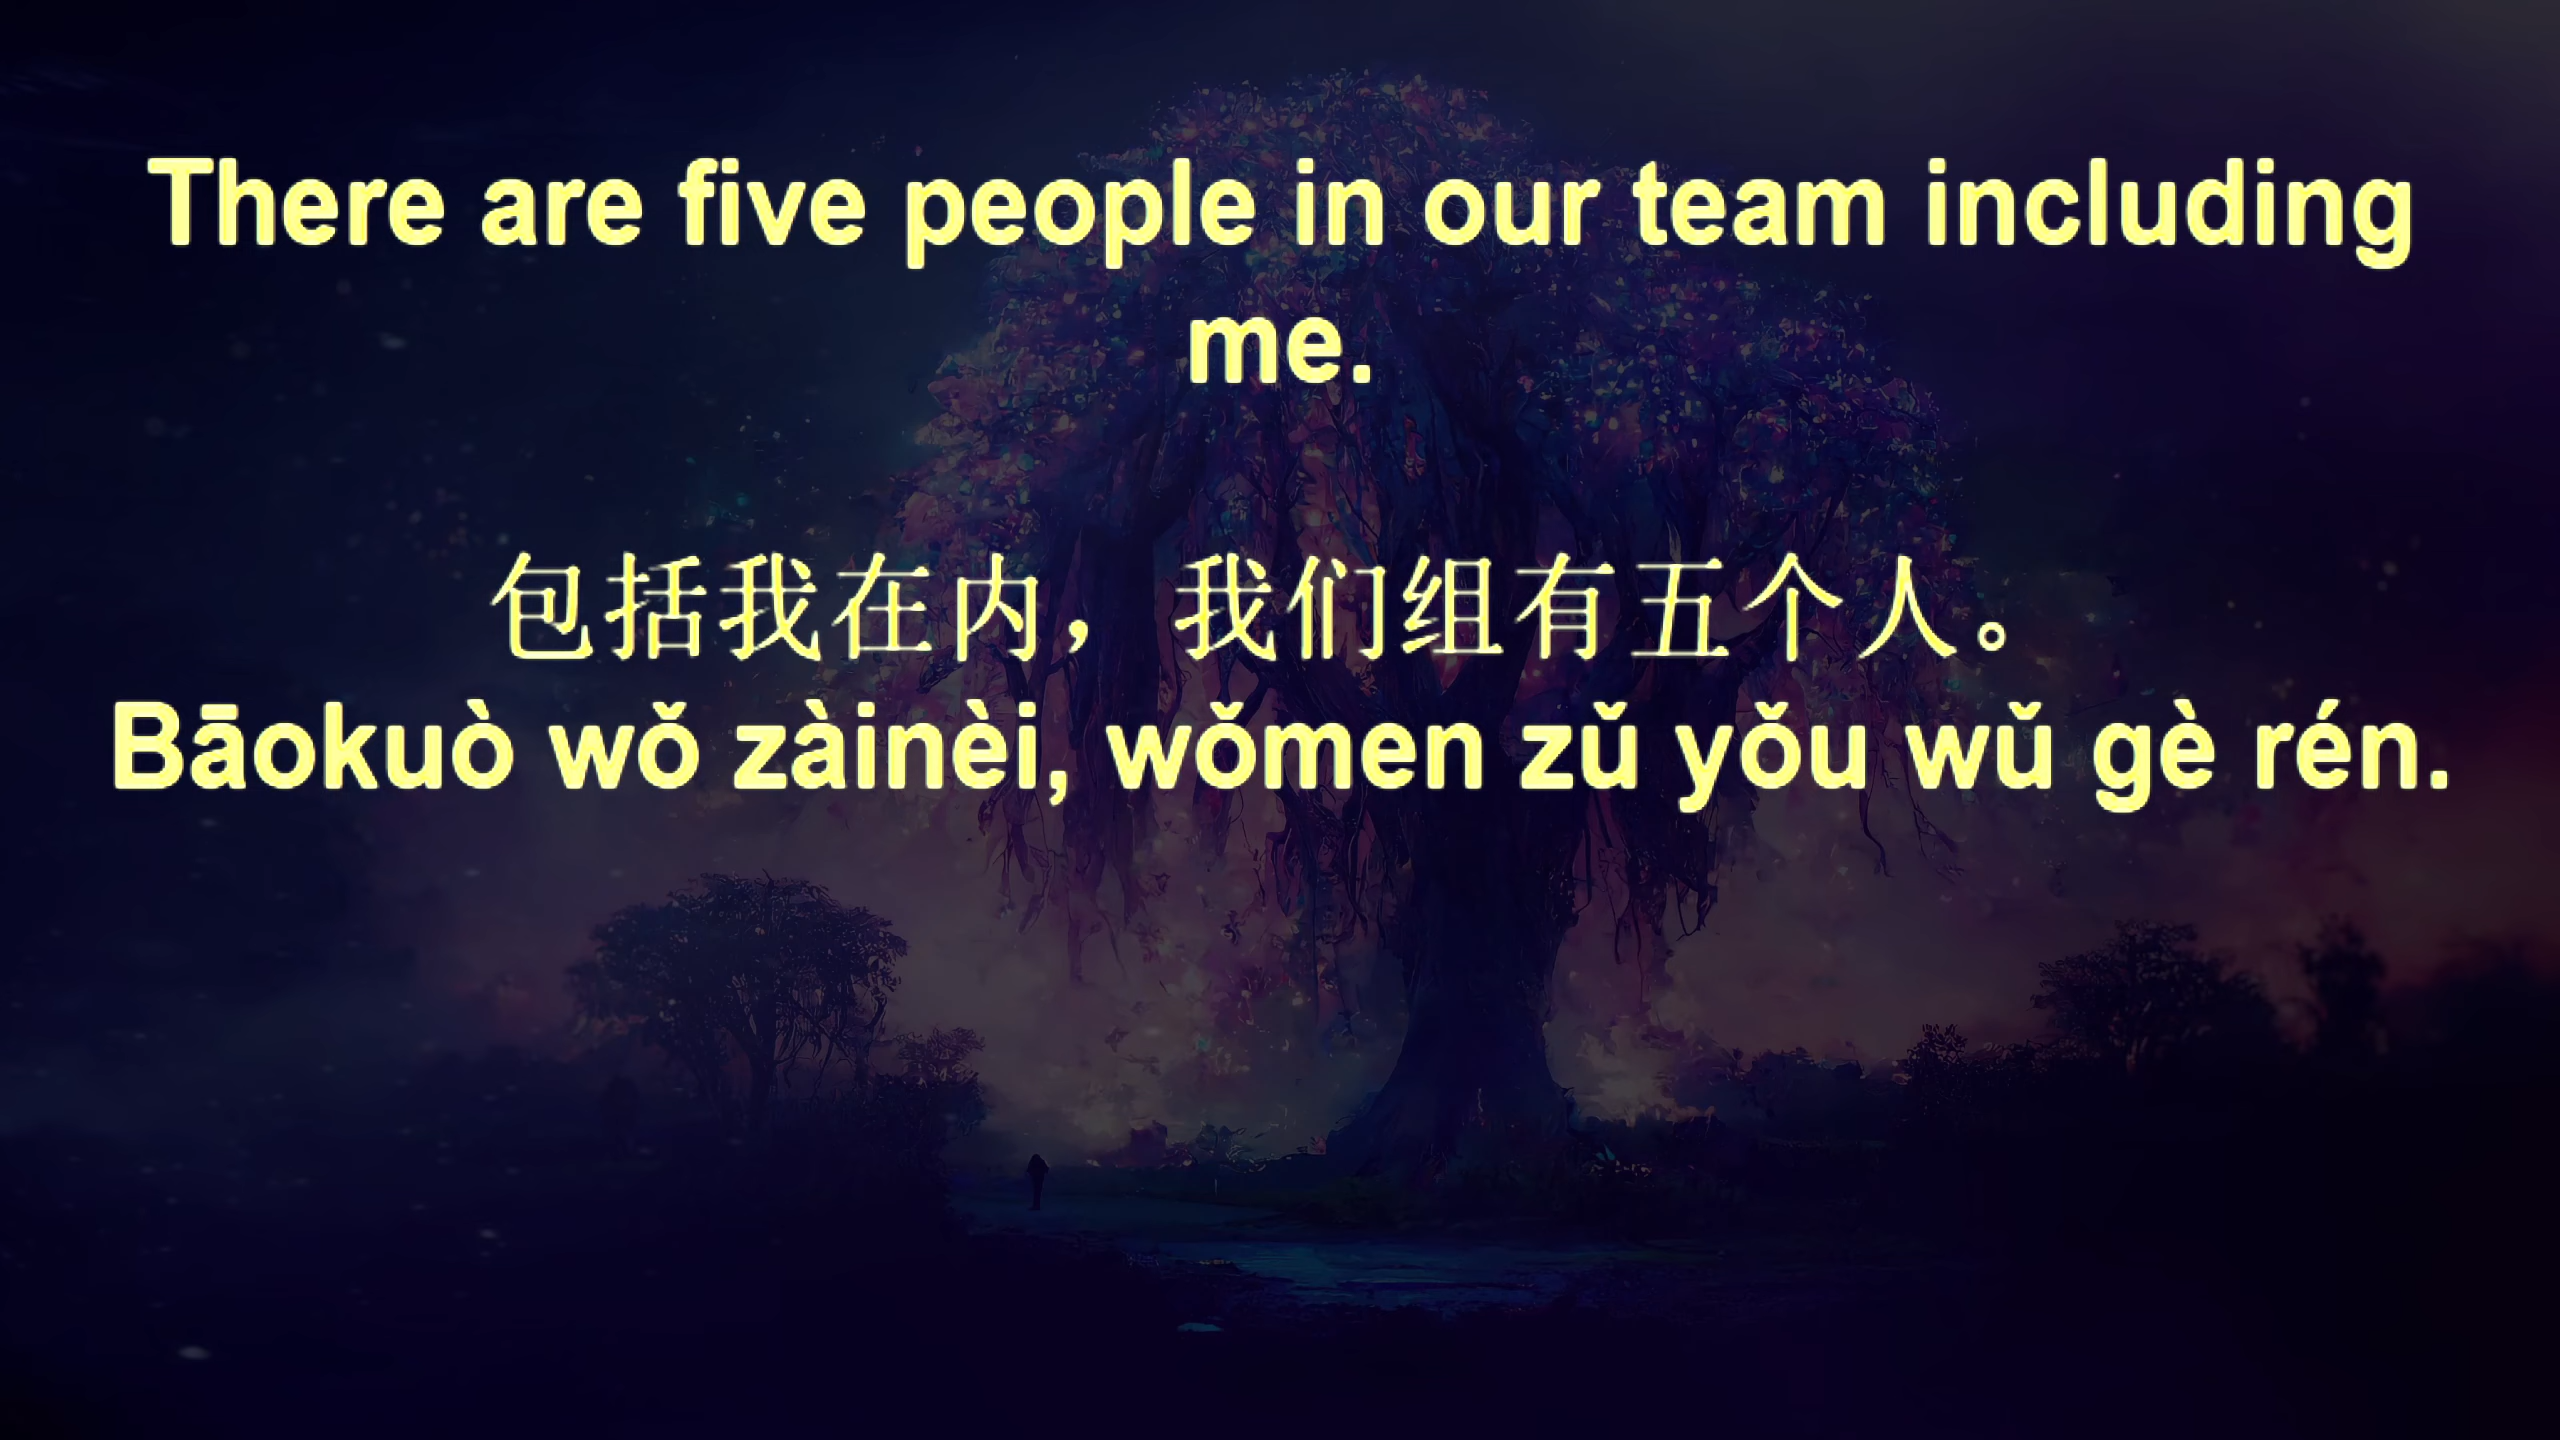 There are five people in our team including
me.
包括我在内，我们组有五个人。
Bāokuò wǒ zàinèi, wǒmen zǔ yǒu wǔ gè rén.